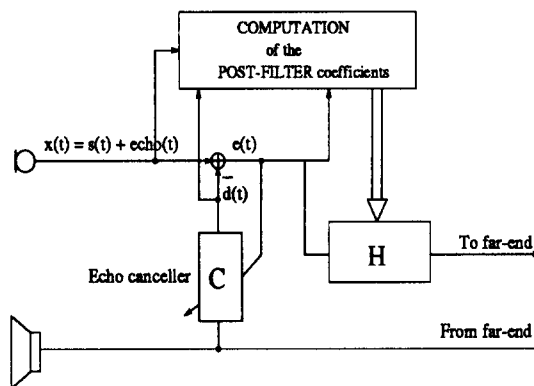 COMPUTATION
of the
POST-FILTER coefficients
x(t) = s(t) + echo(t)
e(t)
d(t)
Echo canceller
C
H
To far-end
From far-end